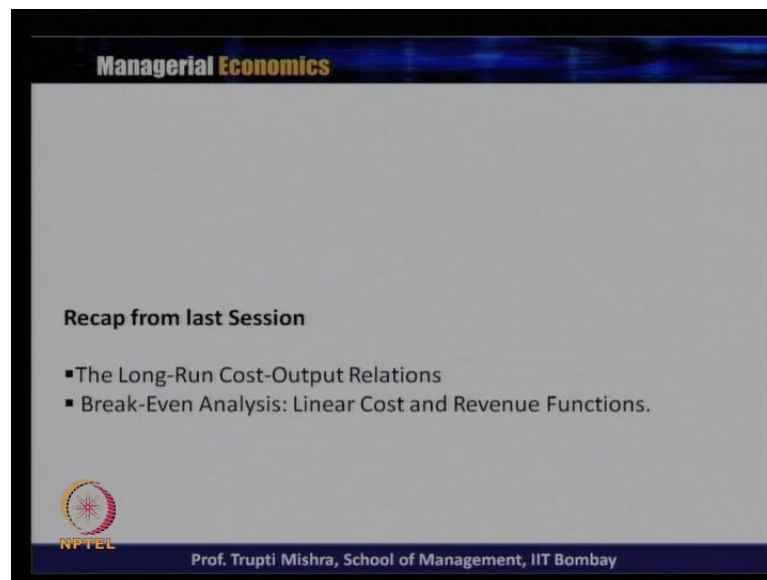 Managerial Economics
Recap from last Session
▪The Long-Run Cost-Output Relations
▪ Break-Even Analysis: Linear Cost and Revenue Functions.
NPTEL
Prof. Trupti Mishra, School of Management, IIT Bombay